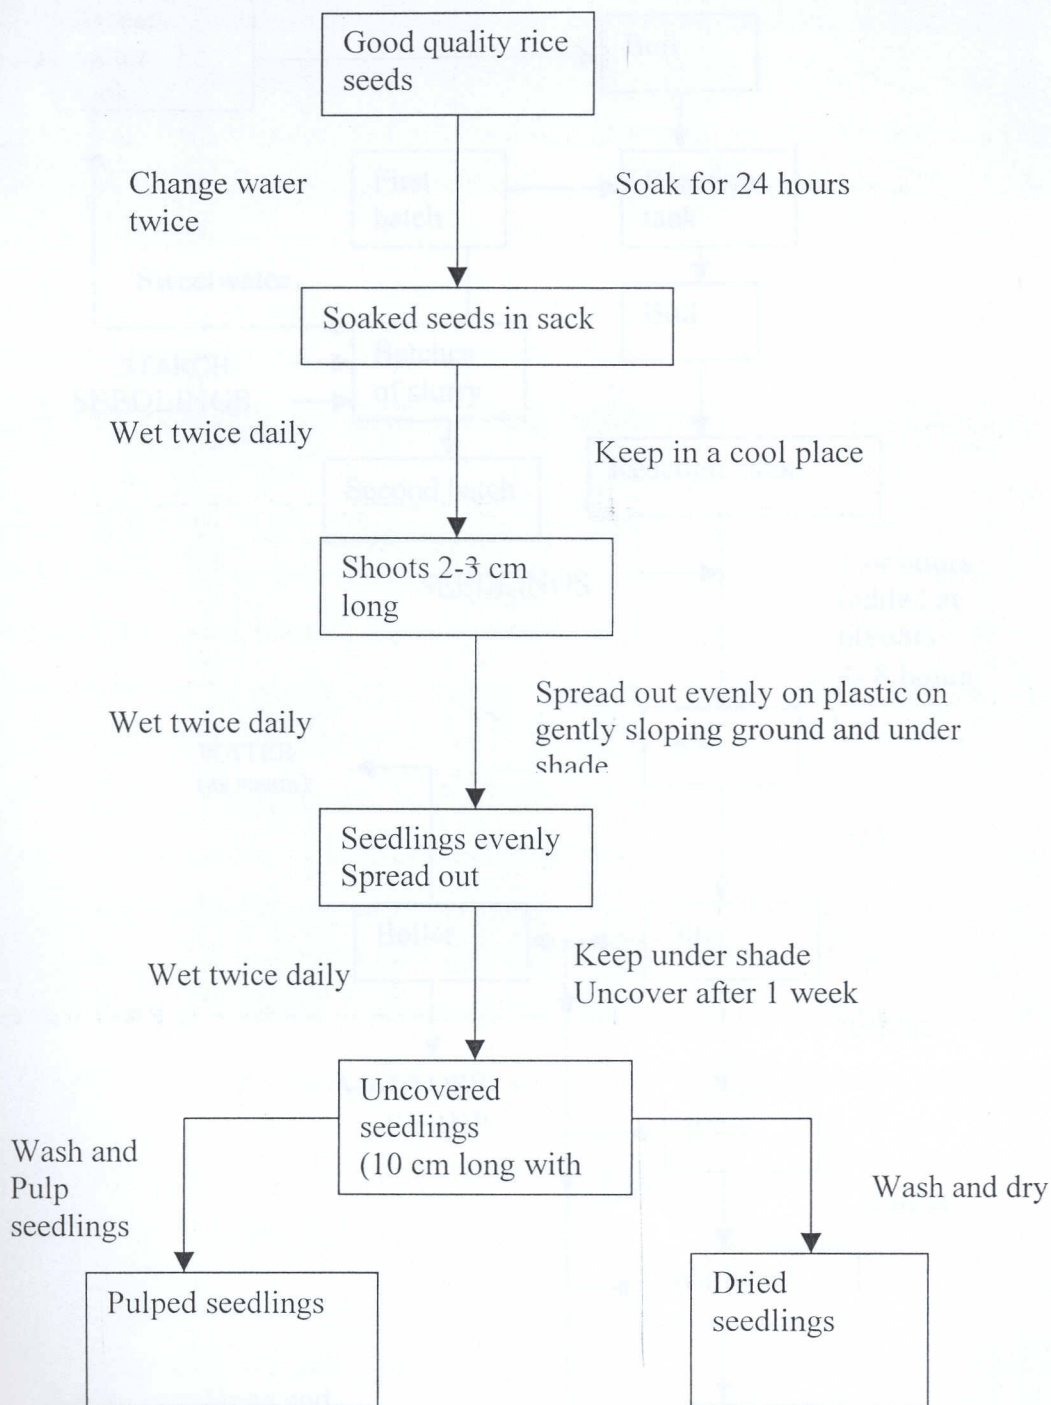 Good quality rice
seeds
Change water
twice
Soak for 24 hours
Soaked seeds in sack
Wet twice daily
Keep in a cool place
Shoots 2-3 cm
long
Wet twice daily
Spread out evenly on plastic on
gently sloping ground and under
shade
Seedlings evenly
Spread out
Wet twice daily
Keep under shade
Uncover after 1 week
Uncovered
seedlings
(10 cm long with
Wash and
Pulp
seedlings
Wash and dry
Pulped seedlings
Dried
seedlings